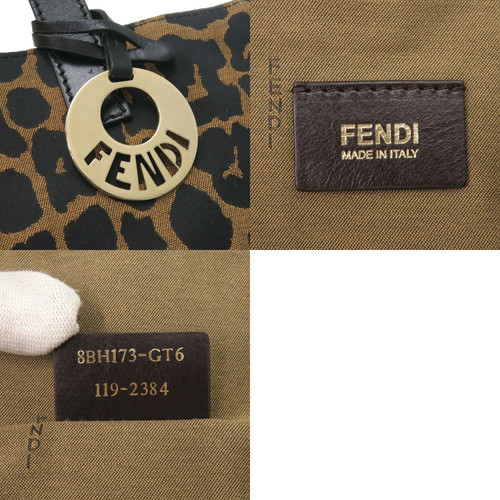 FENDI
FENDI
FENDI
MADE IN ITALY
8BH173-GT6
119-2384
FENDI